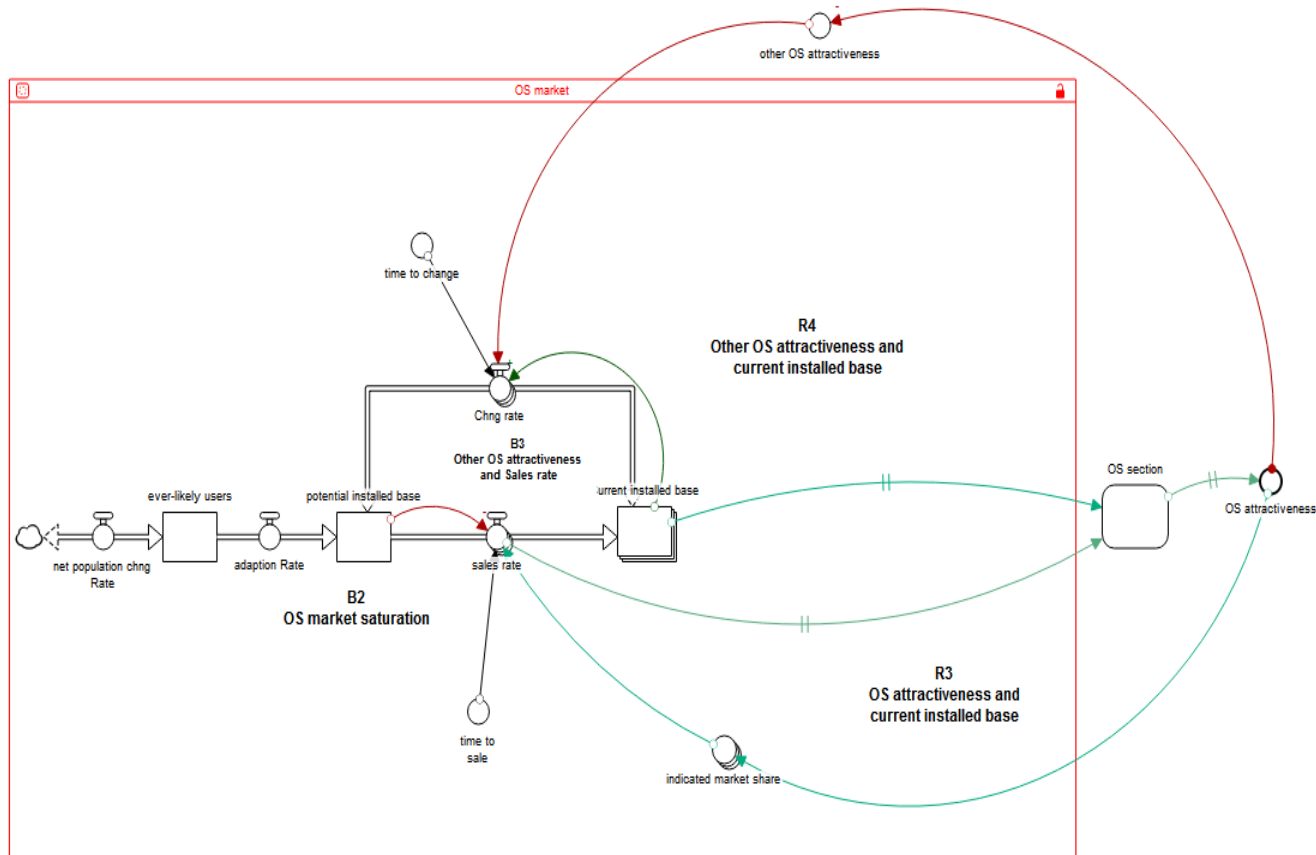 other OS attractiveness
OS market
time to change
R4
Other OS attractiveness and
current installed base
Chng rate
B3
Other OS attractiveness
and Sales rate
OS section
ever-likely users
potential installed base
urrent installed base
OS attractiveness
net population chng
Rate
adaption Rate
sales rate
B2
OS market saturation
R3
OS attractiveness and
current installed base
time to
sale
indicated market share